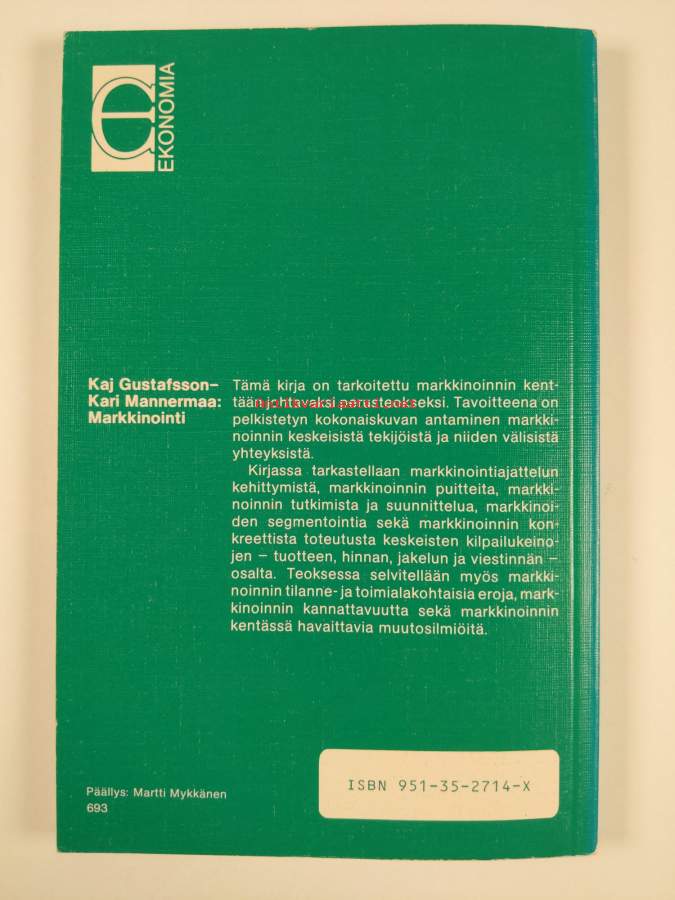 EKONOMIA
Kaj Gustafsson–
Kari Mannermaa:
Markkinointi
Tämä kirja on tarkoitettu markkinoinnin kent-
tään johtavaksi perusteokseksi. Tavoitteena on
pelkistetyn kokonaiskuvan antaminen markki-
noinnin keskeisistä tekijöistä ja niiden välisistä
yhteyksistä.
Kirjassa tarkastellaan markkinointiajattelun
kehittymistä, markkinoinnin puitteita, markki-
noinnin tutkimista ja suunnittelua, markkinoi-
den segmentointia sekä markkinoinnin kon-
kreettista toteutusta keskeisten kilpailukeino-
jen – tuotteen, hinnan, jakelun ja viestinnän –
osalta. Teoksessa selvitellään myös markki-
noinnin tilanne- ja toimialakohtaisia eroja, mark-
kinoinnin kannattavuutta sekä markkinoinnin
kentässä havaittavia muutosilmiöitä.
ISBN 951-35-2714-X
Päällys: Martti Mykkänen
693